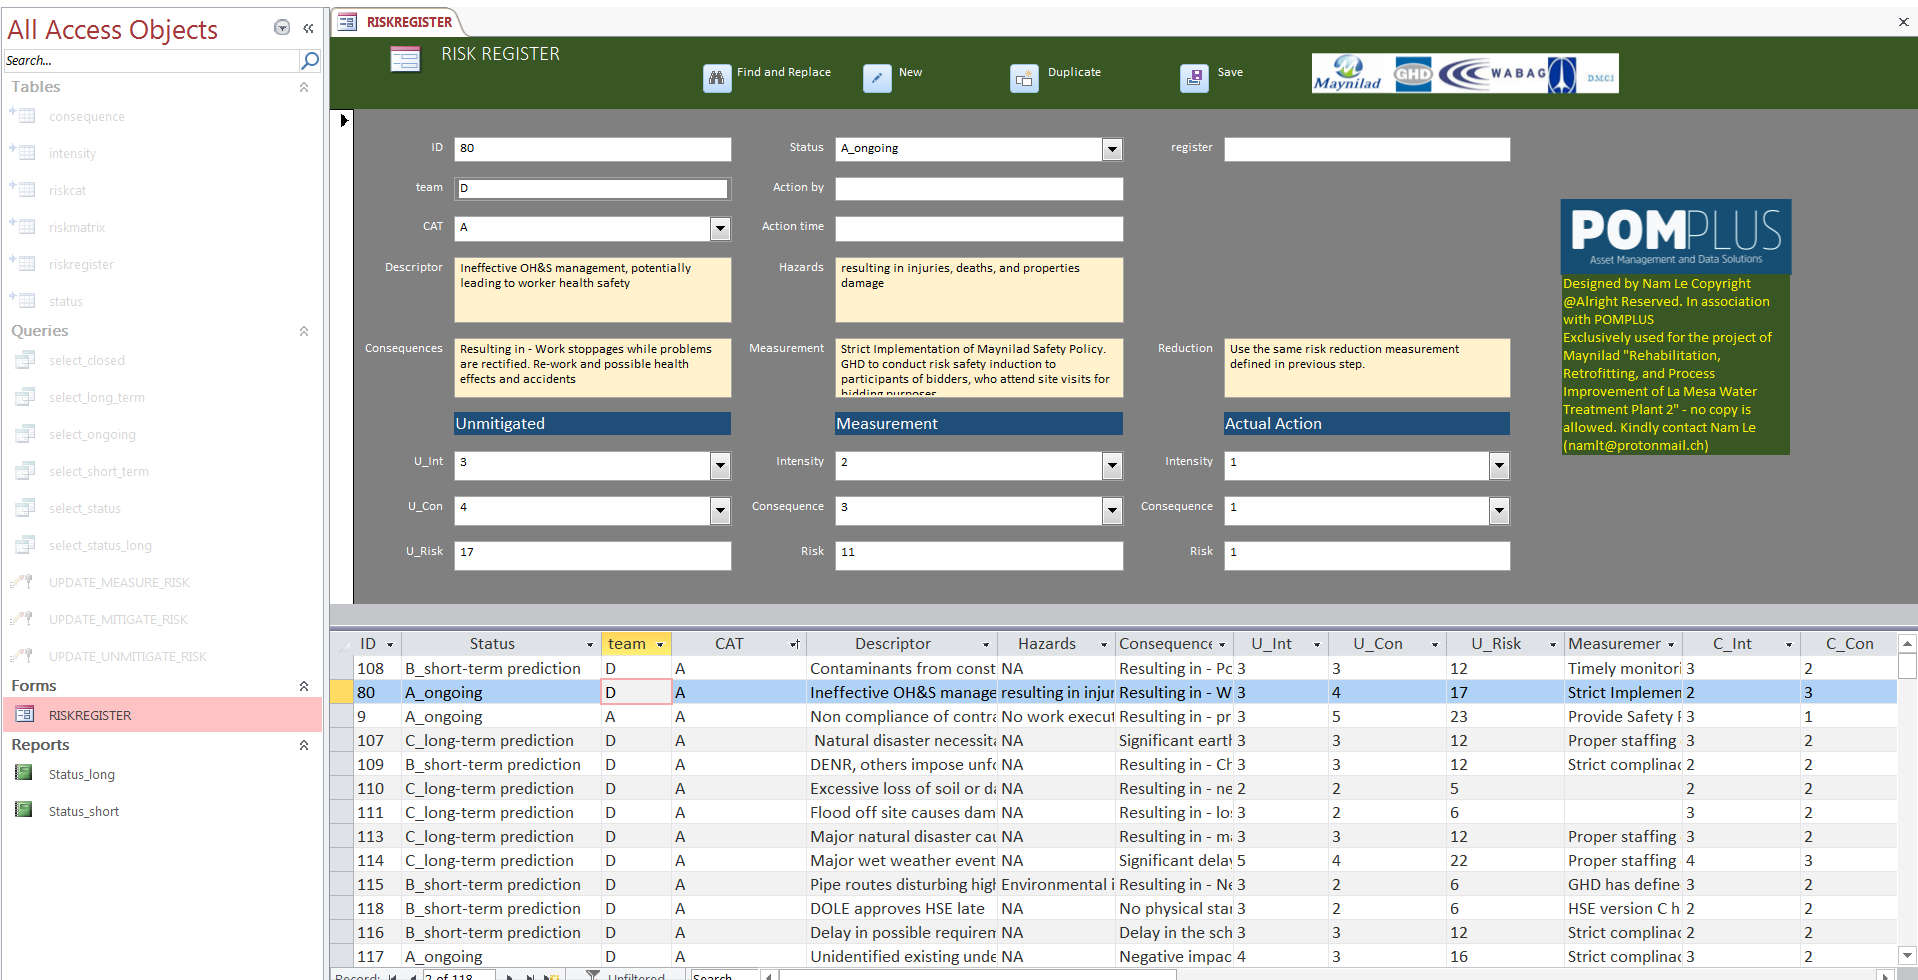 All Access Objects
Search...
Tables
consequence
intensity
riskcat
riskmatrix
riskregister
status
Queries
select_closed
select_long_term
select_ongoing
select_short_term
select_status
select_status_long
UPDATE_MEASURE_RISK
UPDATE_MITIGATE_RISK
UPDATE_UNMITIGATE_RISK
Forms
RISKREGISTER
Reports
Status_long
Status_short
RISKREGISTER
RISK REGISTER
Find and Replace New Duplicate Save
Maynilad GHD WABAG D.M.C.I
ID 80 Status A_ongoing register
team D Action by
CAT A Action time
Descriptor Ineffective OH&S management, potentially
leading to worker health safety
Hazards resulting in injuries, deaths, and properties
damage
Consequences Resulting in - Work stoppages while problems
are rectified. Re-work and possible health
effects and accidents
Measurement Strict Implementation of Maynilad Safety Policy.
GHD to conduct risk safety induction to
participants of bidders, who attend site visits for
bidding purposes
Reduction Use the same risk reduction measurement
defined in previous step.
Unmitigated Measurement Actual Action
U_Int 3 Intensity 2 Intensity 1
U_Con 4 Consequence 3 Consequence 1
U_Risk 17 Risk 11 Risk 1
POMPLUS
Asset Management and Data Solutions
Designed by Nam Le Copyright
@Alright Reserved. In association
with POMPLUS
Exclusively used for the project of
Maynilad "Rehabilitation,
Retrofitting, and Process
Improvement of La Mesa Water
Treatment Plant 2" - no copy is
allowed. Kindly contact Nam Le
(namlt@protonmail.ch)
ID Status team CAT Descriptor Hazards Consequence U_Int U_Con U_Risk Measuremer C_Int C_Con
108 B_short-term prediction D A Contaminants from const NA Resulting in - Po 3 3 12 Timely monitori 3 2
80 A_ongoing D A Ineffective OH&S manage resulting in injur Resulting in - W 3 4 17 Strict Implemen 2 3
9 A_ongoing A A Non compliance of contra No work execut Resulting in - pr 3 5 23 Provide Safety P 3 1
107 C_long-term prediction D A Natural disaster necessita NA Significant eart 3 3 12 Proper staffing 3 2
109 B_short-term prediction D A DENR, others impose unfo NA Resulting in - Ch 3 3 12 Strict complinac 2 2
110 C_long-term prediction D A Excessive loss of soil or da NA Resulting in - ne 2 2 5 2 2
111 C_long-term prediction D A Flood off site causes dam NA Resulting in - lo 3 2 6 3 2
113 C_long-term prediction D A Major natural disaster cau NA Resulting in - ma 3 3 12 Proper staffing 3 2
114 C_long-term prediction D A Major wet weather event NA Significant delay 5 4 22 Proper staffing 4 3
115 B_short-term prediction D A Pipe routes disturbing high Environmental i Resulting in - Ne 3 2 6 GHD has define 3 2
118 B_short-term prediction D A DOLE approves HSE late NA No physical star 3 2 6 HSE version C h 2 2
116 B_short-term prediction D A Delay in possible requirem NA Delay in the sch 3 3 12 Strict complinac 2 2
117 A_ongoing D A Unidentified existing unde NA Negative impac 4 3 16 Strict complinac 3 2
Record: 2 of 118 Unfiltered Search